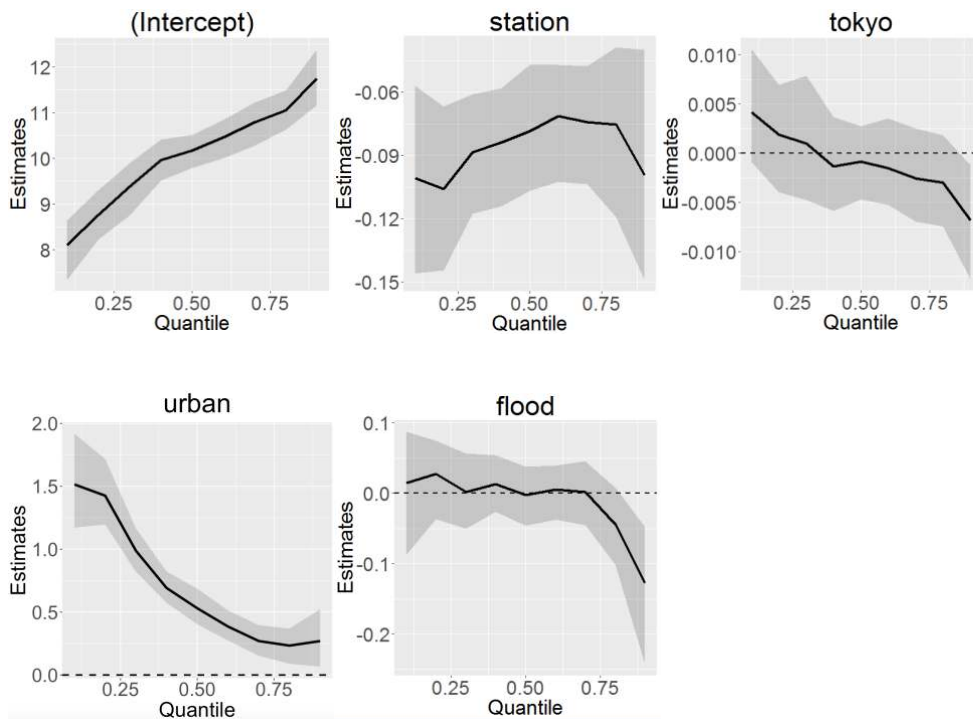 (Intercept)
12
11
10
9
8
Estimates
0.25
0.50
0.75
Quantile
station
-0.06
-0.09
-0.12
-0.15
Estimates
0.25
0.50
0.75
Quantile
tokyo
0.010
0.005
0.000
-0.005
-0.010
Estimates
0.25
0.50
0.75
Quantile
urban
2.0
1.5
1.0
0.5
0.0
Estimates
0.25
0.50
0.75
Quantile
flood
0.1
0.0
-0.1
-0.2
Estimates
0.25
0.50
0.75
Quantile